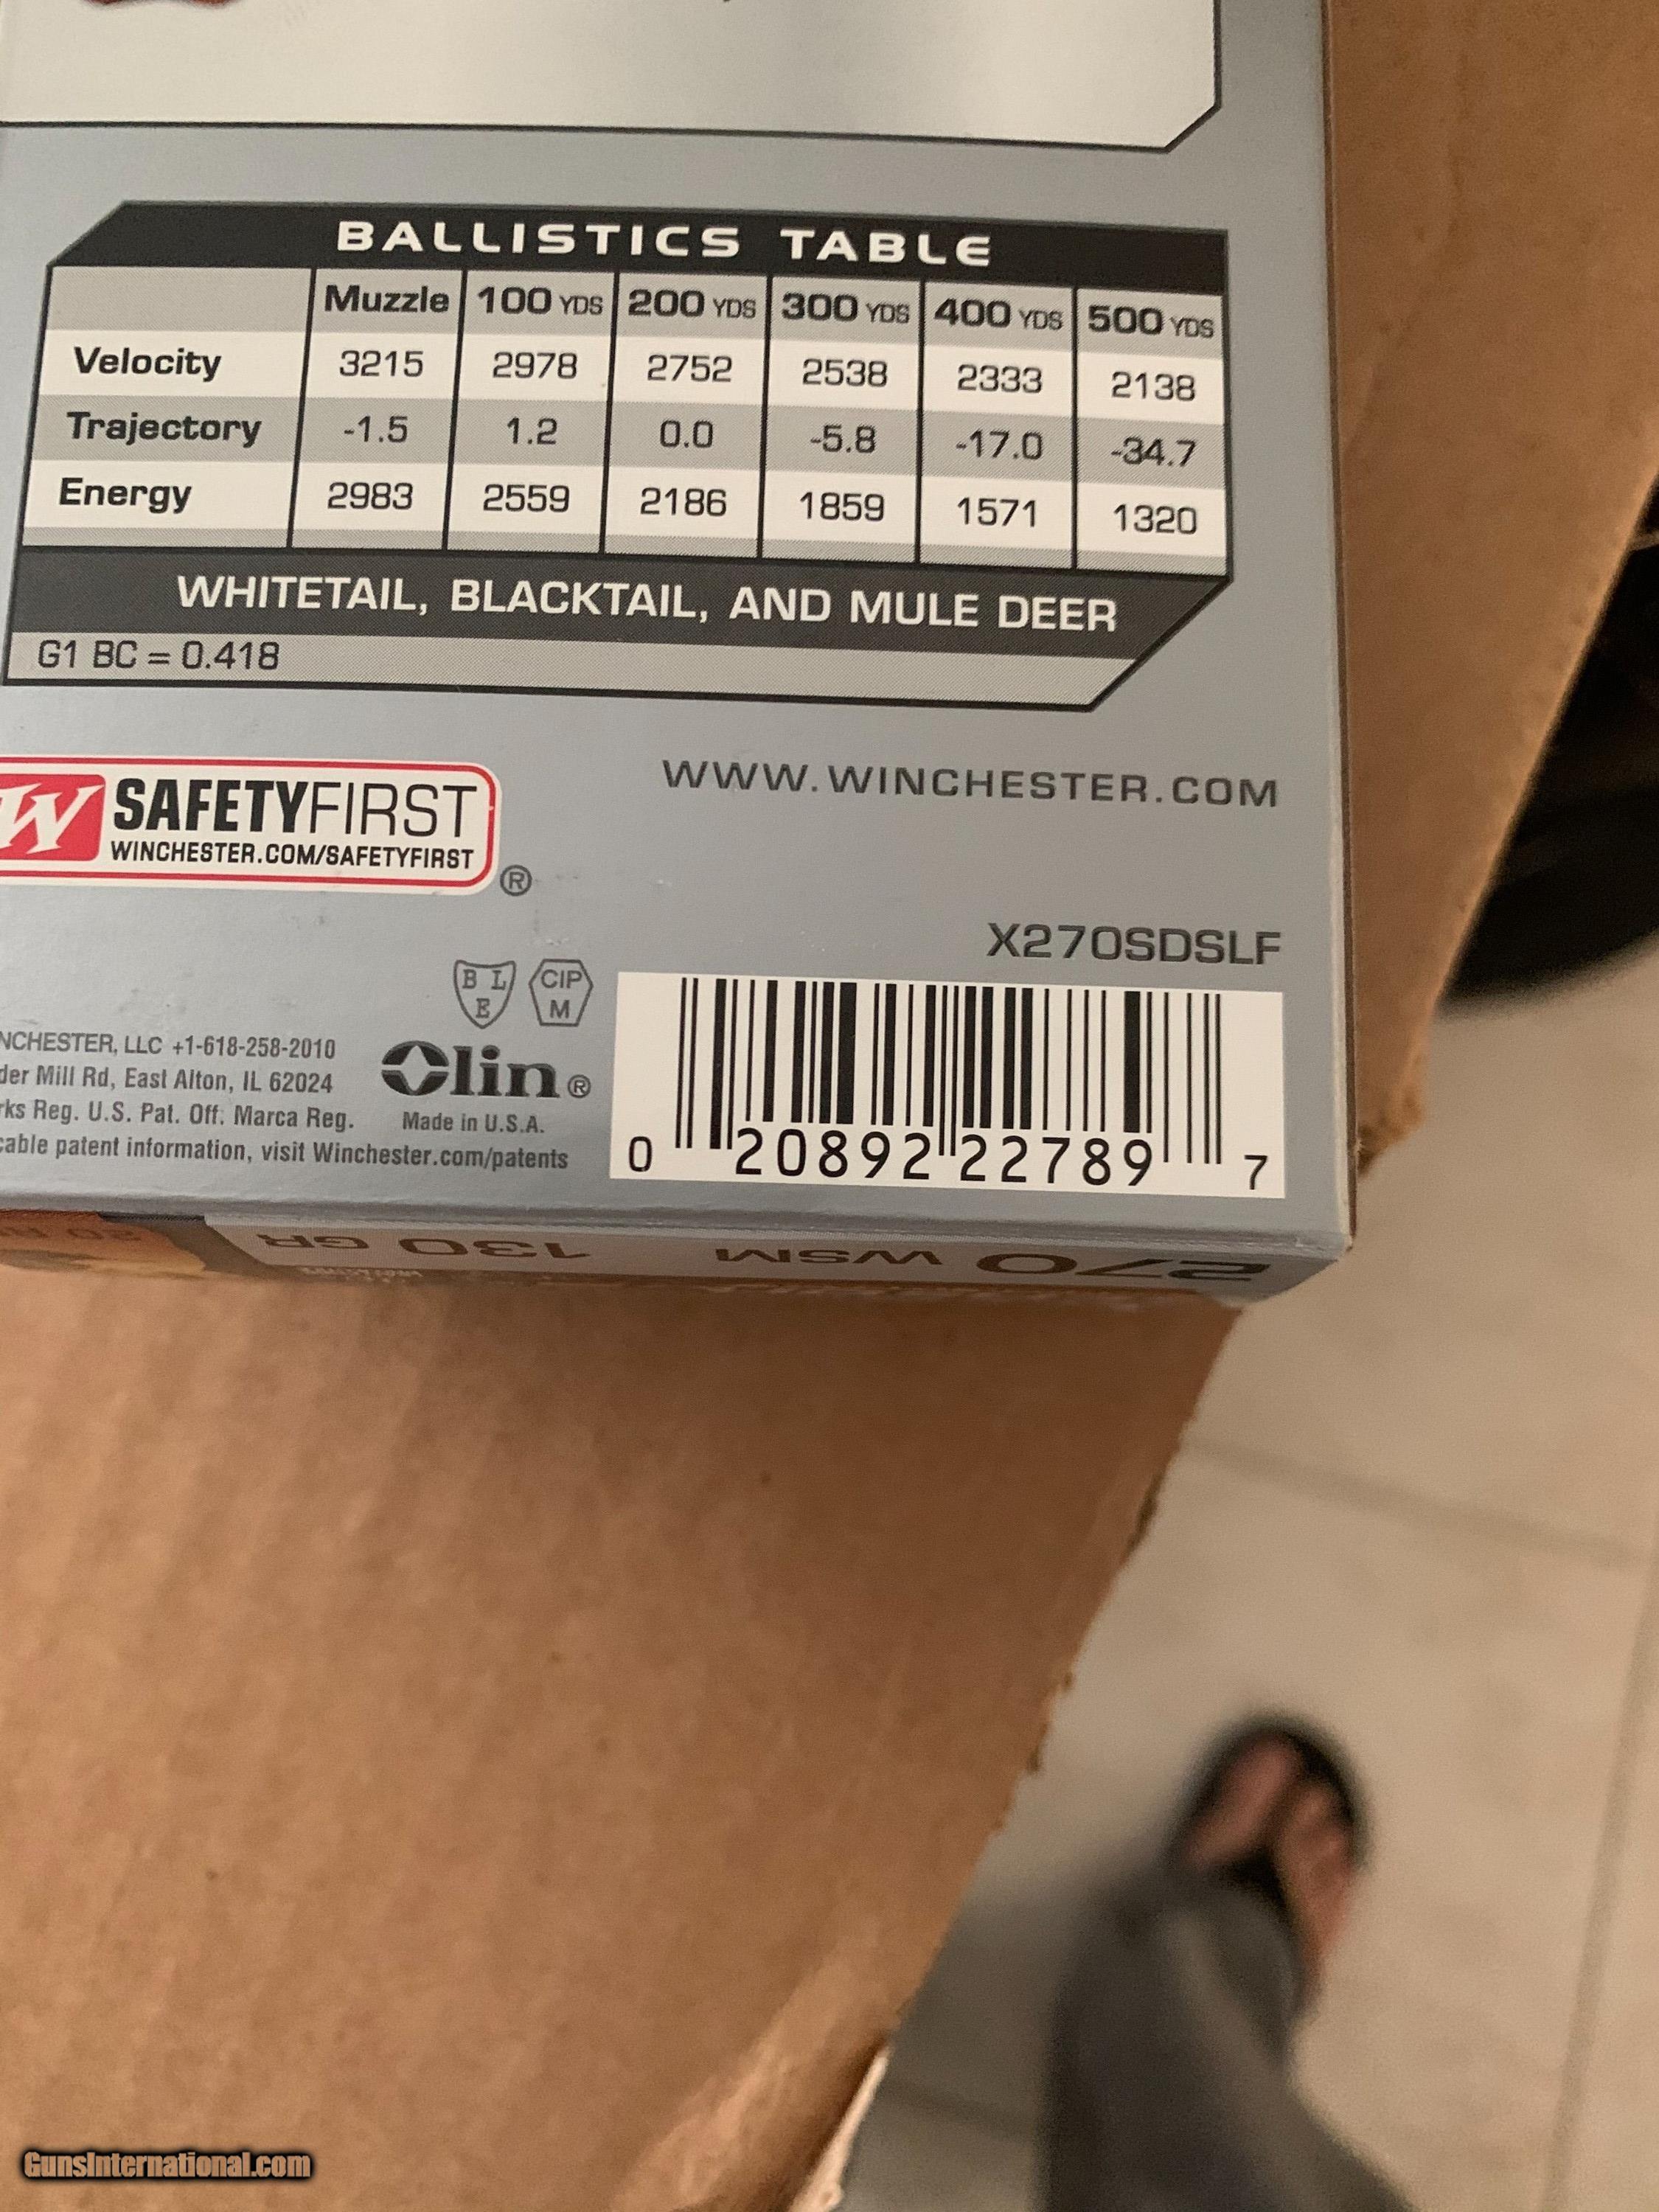 BALLISTICS TABLE
Muzzle 100 YDS 200 YDS 300 YDS 400 YDS 500 YDS
Velocity 3215 2978 2752 2538 2333 2138
Trajectory -1.5 1.2 0.0 -5.8 -17.0 -34.7
Energy 2983 2559 2186 1859 1571 1320
WHITETAIL, BLACKTAIL, AND MULE DEER
G1 BC = 0.418
WWW.WINCHESTER.COM
W SAFETYFIRST
WINCHESTER.COM/SAFETYFIRST
®
X270SDSLF
B L E CIP M
NCHESTER, LLC +1-618-258-2010
der Mill Rd, East Alton, IL 62024
rks Reg. U.S. Pat. Off. Marca Reg.
cable patent information, visit Winchester.com/patents
Olin®
Made in U.S.A.
0 20892 22789 7
270 WSM 130 GR
GunsInternational.com